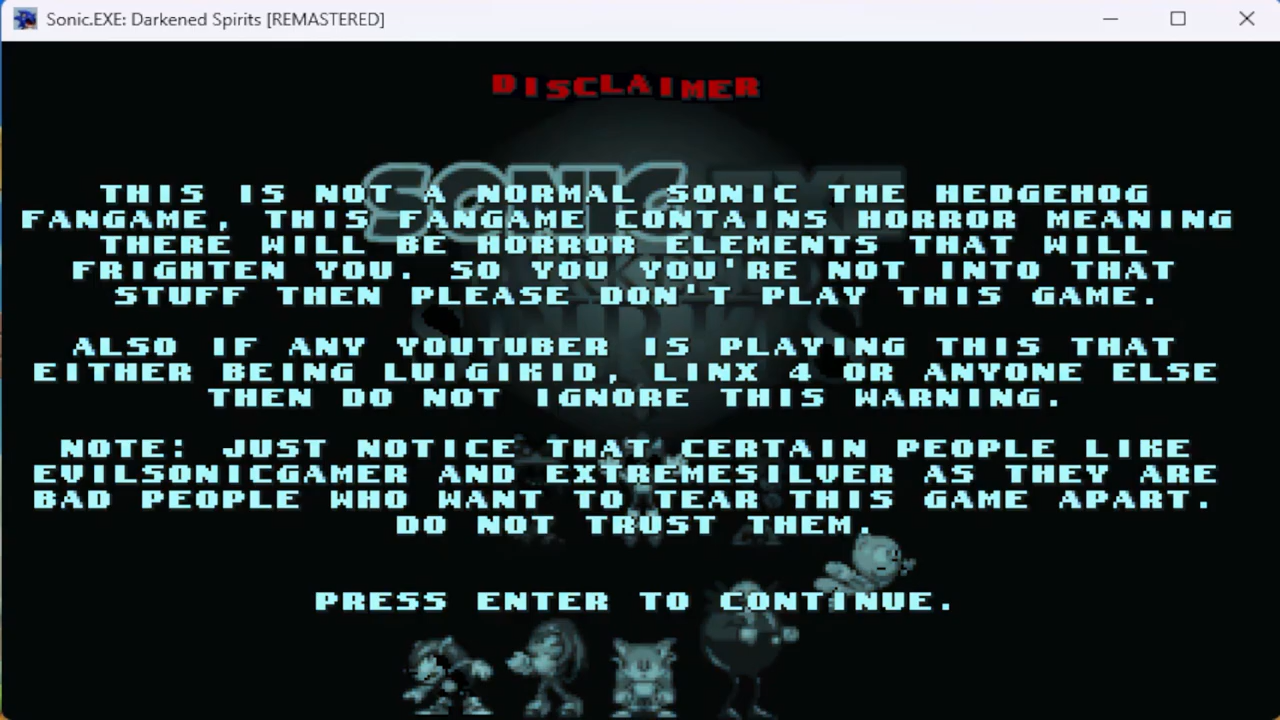 Sonic.EXE: Darkened Spirits [REMASTERED]
DISCLAIMER
SONIC.EXE
THIS IS NOT A NORMAL SONIC THE HEDGEHOG
FANGAME, THIS FANGAME CONTAINS HORROR MEANING
THERE WILL BE HORROR ELEMENTS THAT WILL
FRIGHTEN YOU. SO YOU YOU'RE NOT INTO THAT
STUFF THEN PLEASE DON'T PLAY THIS GAME.
SPIRITS
ALSO IF ANY YOUTUBER IS PLAYING THIS THAT
EITHER BEING LUIGIKID, LINX 4 OR ANYONE ELSE
THEN DO NOT IGNORE THIS WARNING.
NOTE: JUST NOTICE THAT CERTAIN PEOPLE LIKE
EVILSONICGAMER AND EXTREMESILVER AS THEY ARE
BAD PEOPLE WHO WANT TO TEAR THIS GAME APART.
DO NOT TRUST THEM.
PRESS ENTER TO CONTINUE.